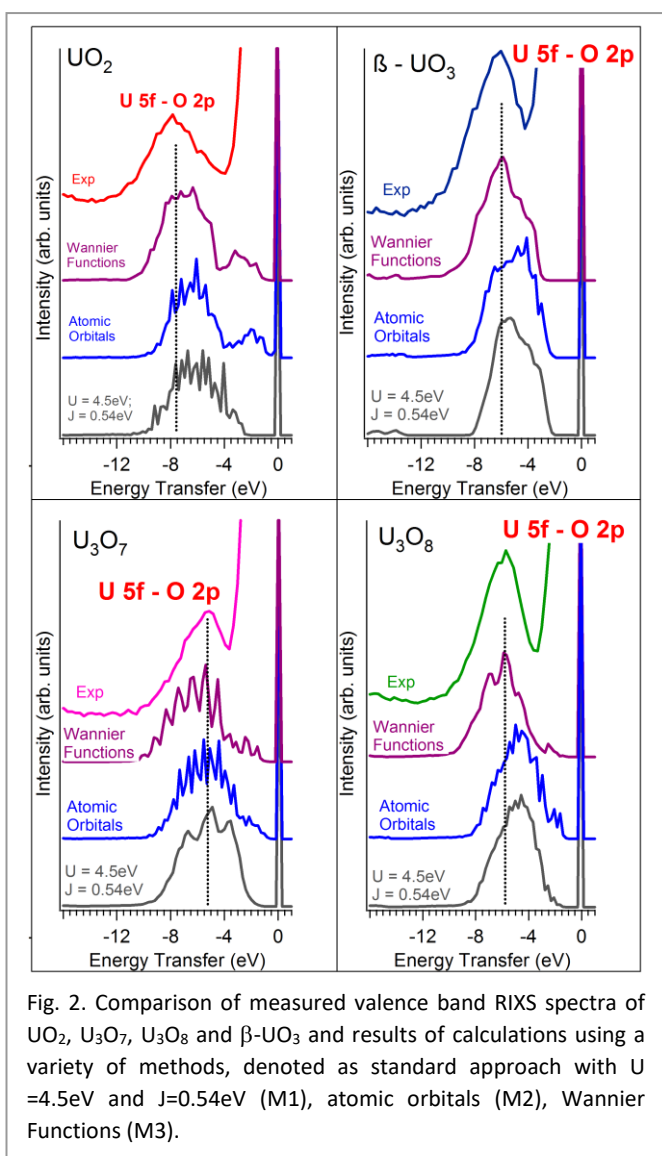 UO₂
U 5f - O 2p
Exp
Wannier
Functions
Atomic
Orbitals
U = 4.5eV;
J = 0.54eV
Intensity (arb. units)
-12 -8 -4 0
Energy Transfer (eV)
ß - UO₃
U 5f - O 2p
Exp
Wannier
Functions
Atomic
Orbitals
U = 4.5eV
J = 0.54eV
Intensity (arb. units)
-12 -8 -4 0
Energy Transfer (eV)
U₃O₇
U 5f - O 2p
Exp
Wannier
Functions
Atomic
Orbitals
U = 4.5eV
J = 0.54eV
Intensity (arb. units)
-12 -8 -4 0
Energy Transfer (eV)
U₃O₈
U 5f - O 2p
Exp
Wannier
Functions
Atomic
Orbitals
U = 4.5eV
J = 0.54eV
Intensity (arb. units)
-12 -8 -4 0
Energy Transfer (eV)
Fig. 2. Comparison of measured valence band RIXS spectra of
UO₂, U₃O₇, U₃O₈ and β-UO₃ and results of calculations using a
variety of methods, denoted as standard approach with U
=4.5eV and J=0.54eV (M1), atomic orbitals (M2), Wannier
Functions (M3).